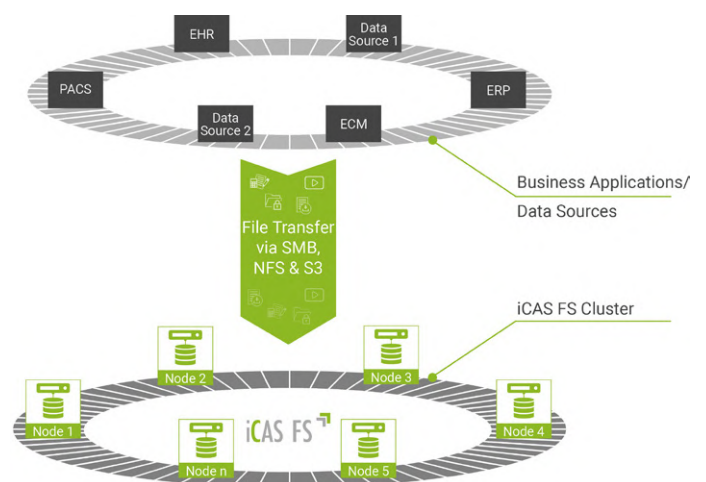 EHR
Data
Source 1
PACS
ERP
Data
Source 2
ECM
Business Applications/
Data Sources
File Transfer
via SMB,
NFS & S3
iCAS FS Cluster
Node 2
Node 3
Node 1
iCAS FS
Node 4
Node n
Node 5